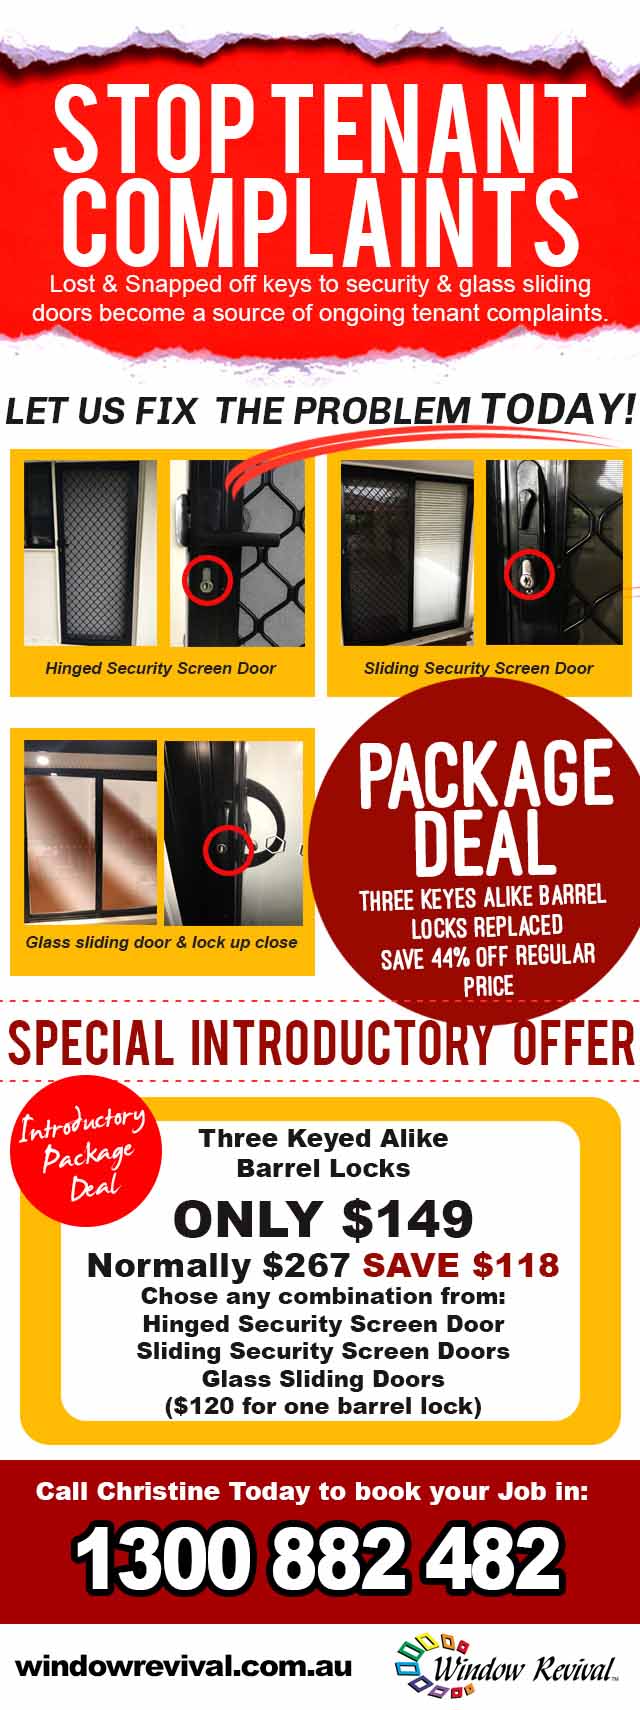 STOP TENANT
COMPLAINTS
Lost & Snapped off keys to security & glass sliding
doors become a source of ongoing tenant complaints.
LET US FIX THE PROBLEM TODAY!
Hinged Security Screen Door
Sliding Security Screen Door
Glass sliding door & lock up close
PACKAGE
DEAL
THREE KEYES ALIKE BARREL
LOCKS REPLACED
SAVE 44% OFF REGULAR
PRICE
SPECIAL INTRODUCTORY OFFER
Introductory
Package
Deal
Three Keyed Alike
Barrel Locks
ONLY $149
Normally $267 SAVE $118
Chose any combination from:
Hinged Security Screen Door
Sliding Security Screen Doors
Glass Sliding Doors
($120 for one barrel lock)
Call Christine Today to book your Job in:
1300 882 482
windowrevival.com.au
Window Revival™